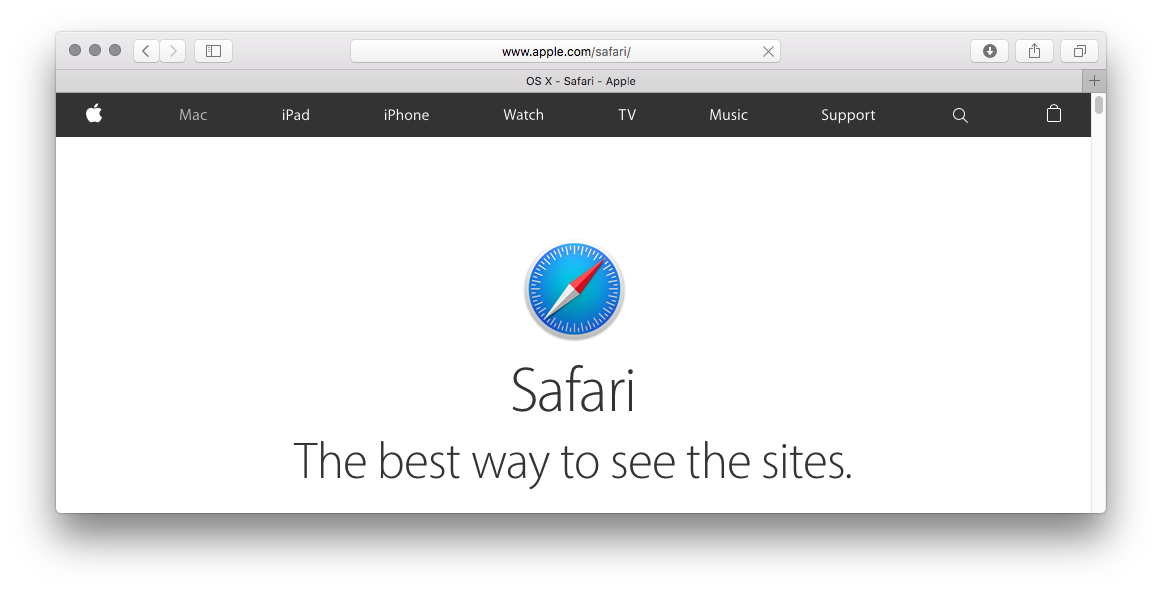 www.apple.com/safari/
OS X - Safari - Apple
Mac iPad iPhone Watch TV Music Support
Safari
The best way to see the sites.